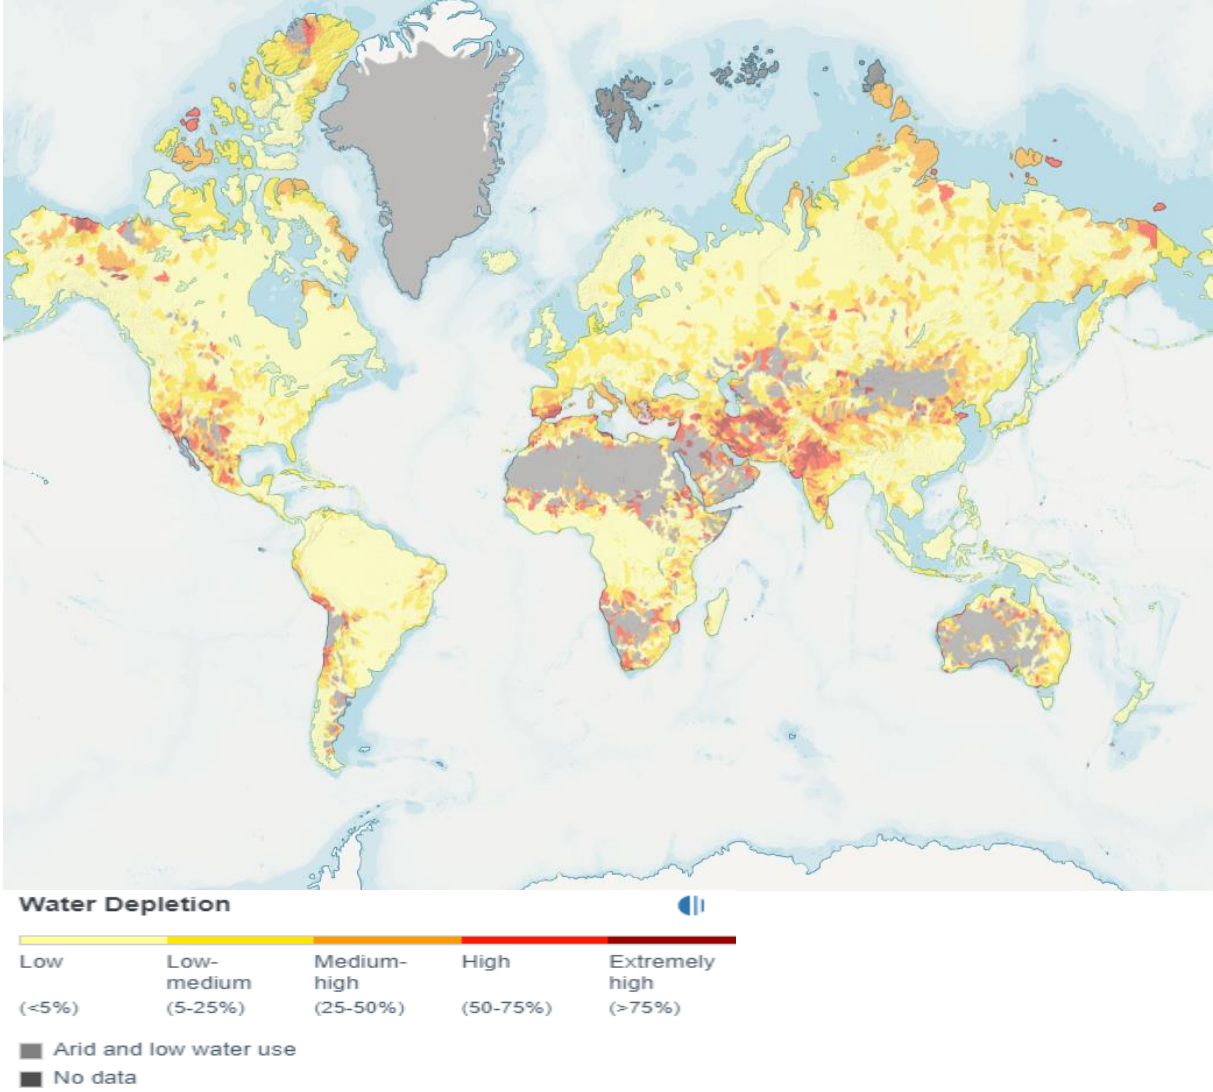 Water Depletion
Low Low- Medium- High Extremely
medium high high
(<5%) (5-25%) (25-50%) (50-75%) (>75%)
Arid and low water use
No data